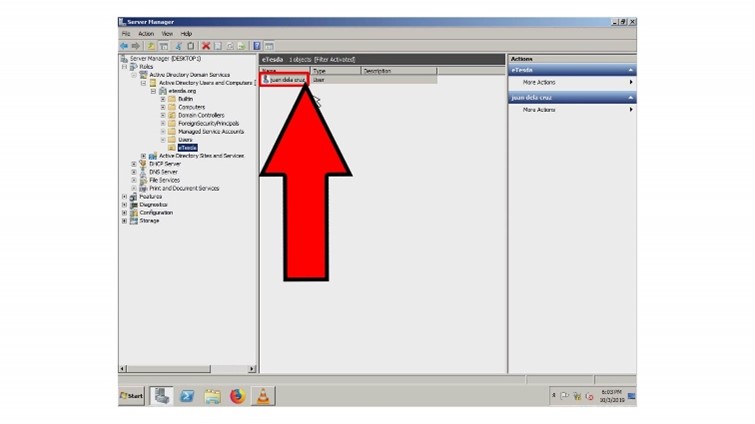 Server Manager
File Action View Help
Server Manager (DESKTOP1)
Roles
Active Directory Domain Services
Active Directory Users and Computers [
etesda.org
Builtin
Computers
Domain Controllers
ForeignSecurityPrincipals
Managed Service Accounts
Users
eTesda
Active Directory Sites and Services
DHCP Server
DNS Server
File Services
Print and Document Services
Features
Diagnostics
Configuration
Storage
eTesda 1 objects [Filter Activated]
Name Type Description
juan dela cruz User
Actions
eTesda
More Actions
juan dela cruz
More Actions
Start
6:03 PM
10/3/2019